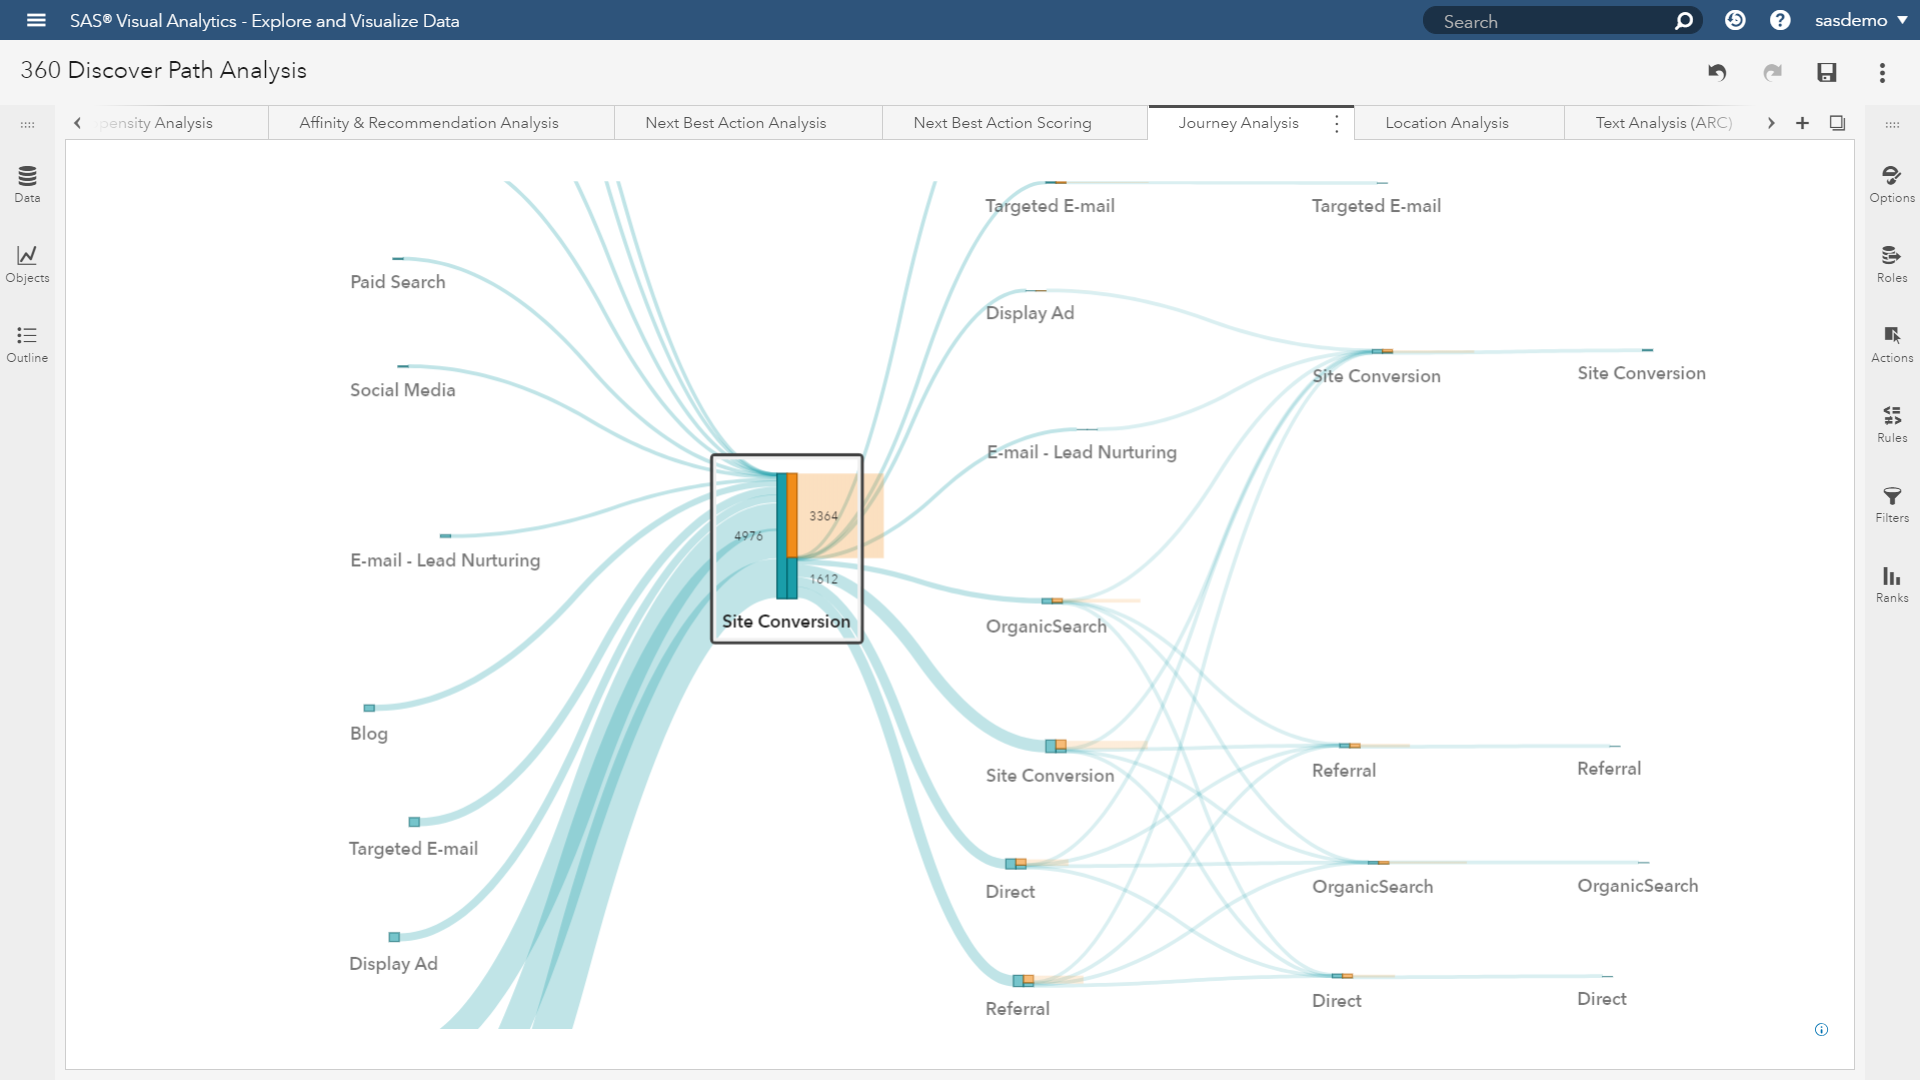 SAS® Visual Analytics - Explore and Visualize Data
Search
sasdemo
360 Discover Path Analysis
pensity Analysis
Affinity & Recommendation Analysis
Next Best Action Analysis
Next Best Action Scoring
Journey Analysis
Location Analysis
Text Analysis (ARC)
Data
Objects
Outline
Options
Roles
Actions
Rules
Filters
Ranks
Targeted E-mail
Targeted E-mail
Paid Search
Display Ad
Social Media
Site Conversion
Site Conversion
E-mail - Lead Nurturing
3364
4976
E-mail - Lead Nurturing
1612
Site Conversion
OrganicSearch
Blog
Site Conversion
Referral
Referral
Targeted E-mail
Direct
OrganicSearch
OrganicSearch
Display Ad
Referral
Direct
Direct